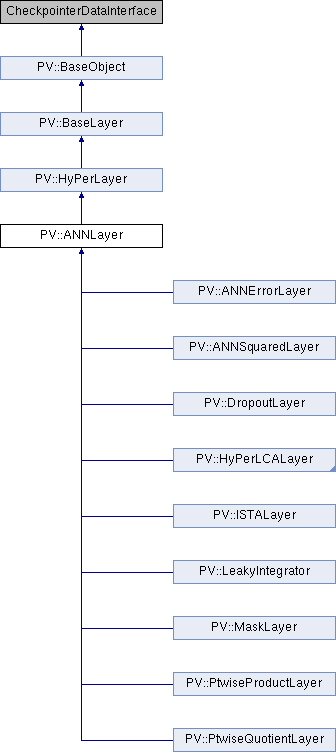 CheckpointerDataInterface
PV::BaseObject
PV::BaseLayer
PV::HyPerLayer
PV::ANNLayer
PV::ANNErrorLayer
PV::ANNSquaredLayer
PV::DropoutLayer
PV::HyPerLCALayer
PV::ISTALayer
PV::LeakyIntegrator
PV::MaskLayer
PV::PtwiseProductLayer
PV::PtwiseQuotientLayer